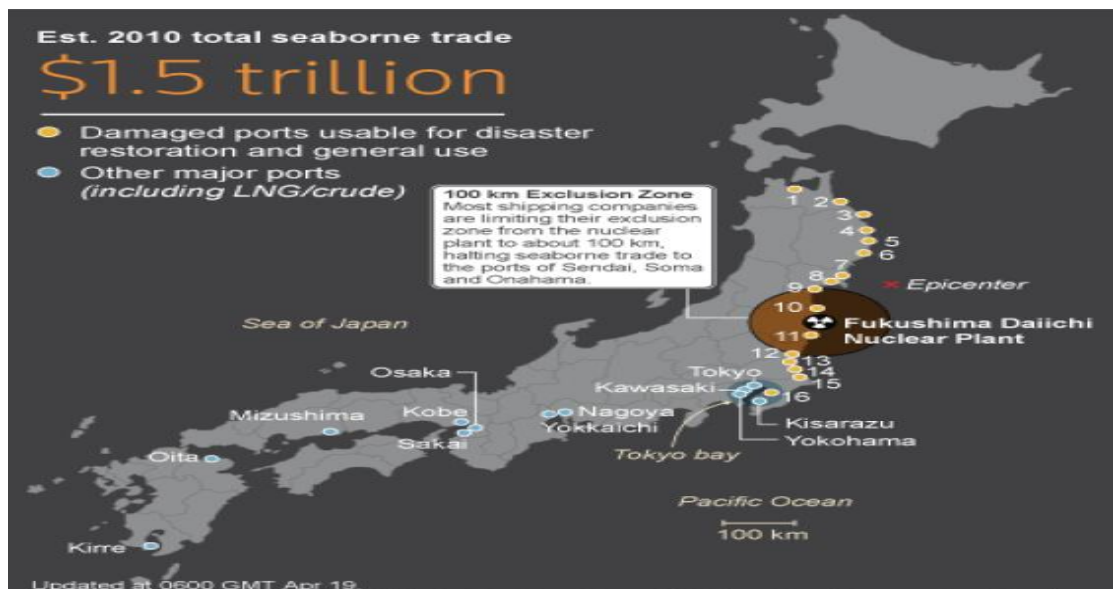 Est. 2010 total seaborne trade
$1.5 trillion
Damaged ports usable for disaster
restoration and general use
Other major ports
(including LNG/crude)
100 km Exclusion Zone
Most shipping companies
are limiting their exclusion
zone from the nuclear
plant to about 100 km,
halting seaborne trade to
the ports of Sendai, Soma
and Onahama.
1
2
3
4
5
6
7
8
9
Epicenter
Sea of Japan
10
Fukushima Daiichi
Nuclear Plant
11
12
13
14
15
16
Tokyo
Kawasaki
Osaka
Mizushima
Kobe
Nagoya
Yokkaichi
Sakai
Kisarazu
Yokohama
Oita
Tokyo bay
Pacific Ocean
100 km
Kirre
Updated at 0600 GMT Apr 19